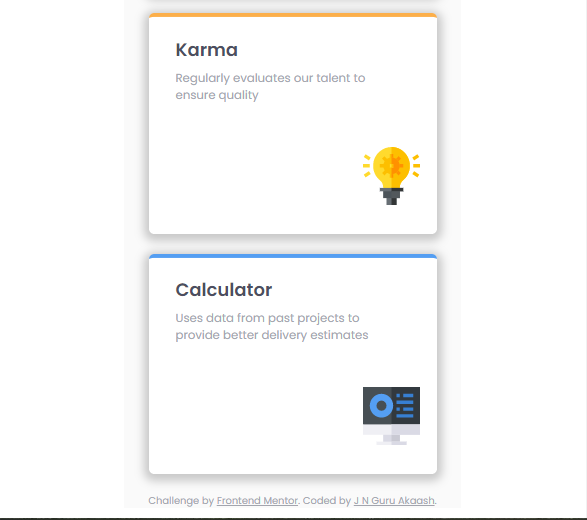 Karma
Regularly evaluates our talent to
ensure quality
Calculator
Uses data from past projects to
provide better delivery estimates
Challenge by Frontend Mentor. Coded by J N Guru Akaash.